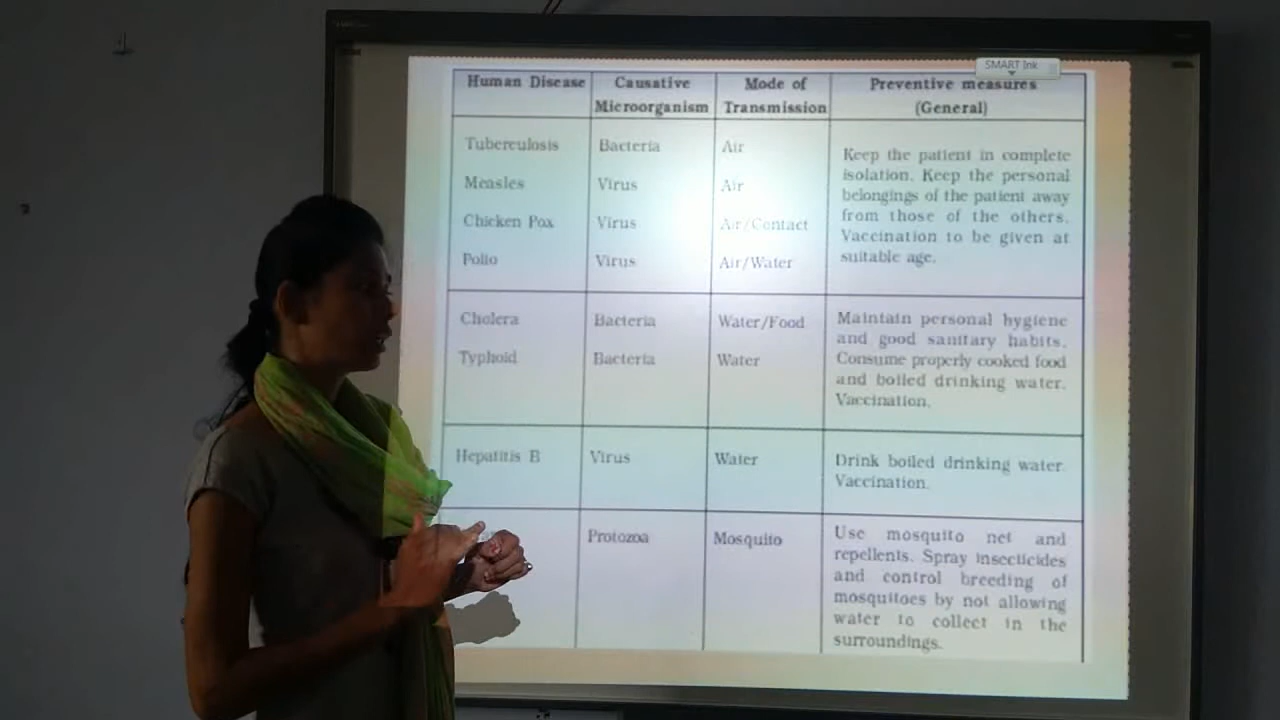 SMART Ink
Human Disease
Causative
Microorganism
Mode of
Transmission
Preventive measures
(General)
Tuberculosis
Bacteria
Air
Measles
Virus
Air
Chicken Pox
Virus
Air/Contact
Polio
Virus
Air/Water
Keep the patient in complete
isolation. Keep the personal
belongings of the patient away
from those of the others.
Vaccination to be given at
suitable age.
Cholera
Bacteria
Water/Food
Typhoid
Bacteria
Water
Maintain personal hygiene
and good sanitary habits.
Consume properly cooked food
and boiled drinking water.
Vaccination.
Hepatitis B
Virus
Water
Drink boiled drinking water.
Vaccination.
Protozoa
Mosquito
Use mosquito net and
repellents. Spray insecticides
and control breeding of
mosquitoes by not allowing
water to collect in the
surroundings.